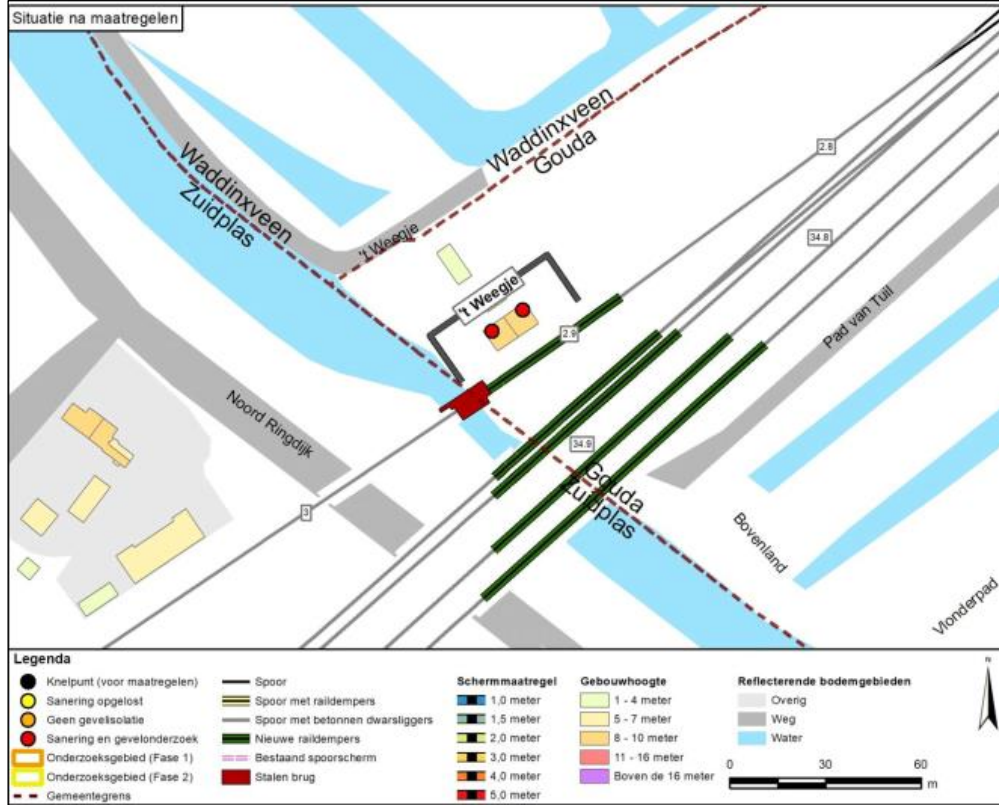 Situatie na maatregelen
Waddinxveen
Zuidplas
Waddinxveen
Gouda
't Weegje
't Weegje
2.8
34.8
2.9
34.9
3
Pad van Tuil
Noord Ringdijk
Gouda
Zuidplas
Bovenland
Vlonderpad
Legenda
Knelpunt (voor maatregelen)
Sanering opgelost
Geen gevelisolatie
Sanering en gevelonderzoek
Onderzoeksgebied (Fase 1)
Onderzoeksgebied (Fase 2)
Gemeentegrens
Spoor
Spoor met raildempers
Spoor met betonnen dwarsliggers
Nieuwe raildempers
Bestaand spoorscherm
Stalen brug
Schermmaatregel
1,0 meter
1,5 meter
2,0 meter
3,0 meter
4,0 meter
5,0 meter
Gebouwhoogte
1 - 4 meter
5 - 7 meter
8 - 10 meter
11 - 16 meter
Boven de 16 meter
Reflecterende bodemgebieden
Overig
Weg
Water
N
0 30 60
m